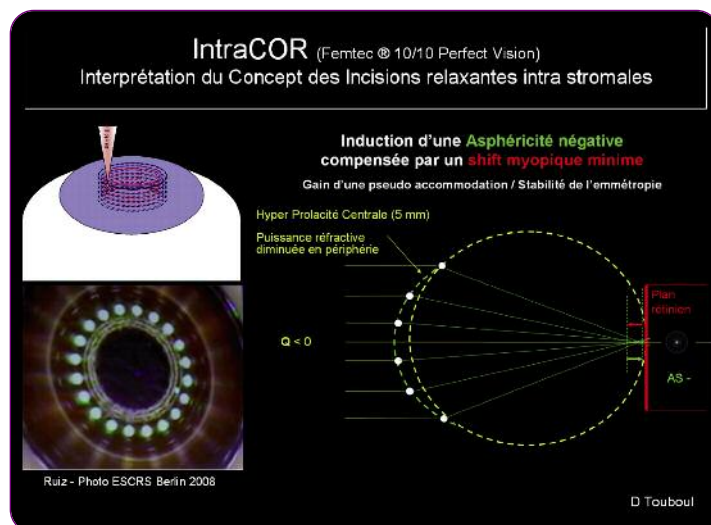 IntraCOR (Femtec ® 10/10 Perfect Vision)
Interprétation du Concept des Incisions relaxantes intra stromales
Induction d'une Asphéricité négative
compensée par un shift myopique minime
Gain d'une pseudo accommodation / Stabilité de l'emmétropie
Hyper Prolacité Centrale (5 mm)
Puissance réfractive
diminuée en périphérie
Plan
rétinien
Q < 0
AS -
Ruiz - Photo ESCRS Berlin 2008
D Touboul